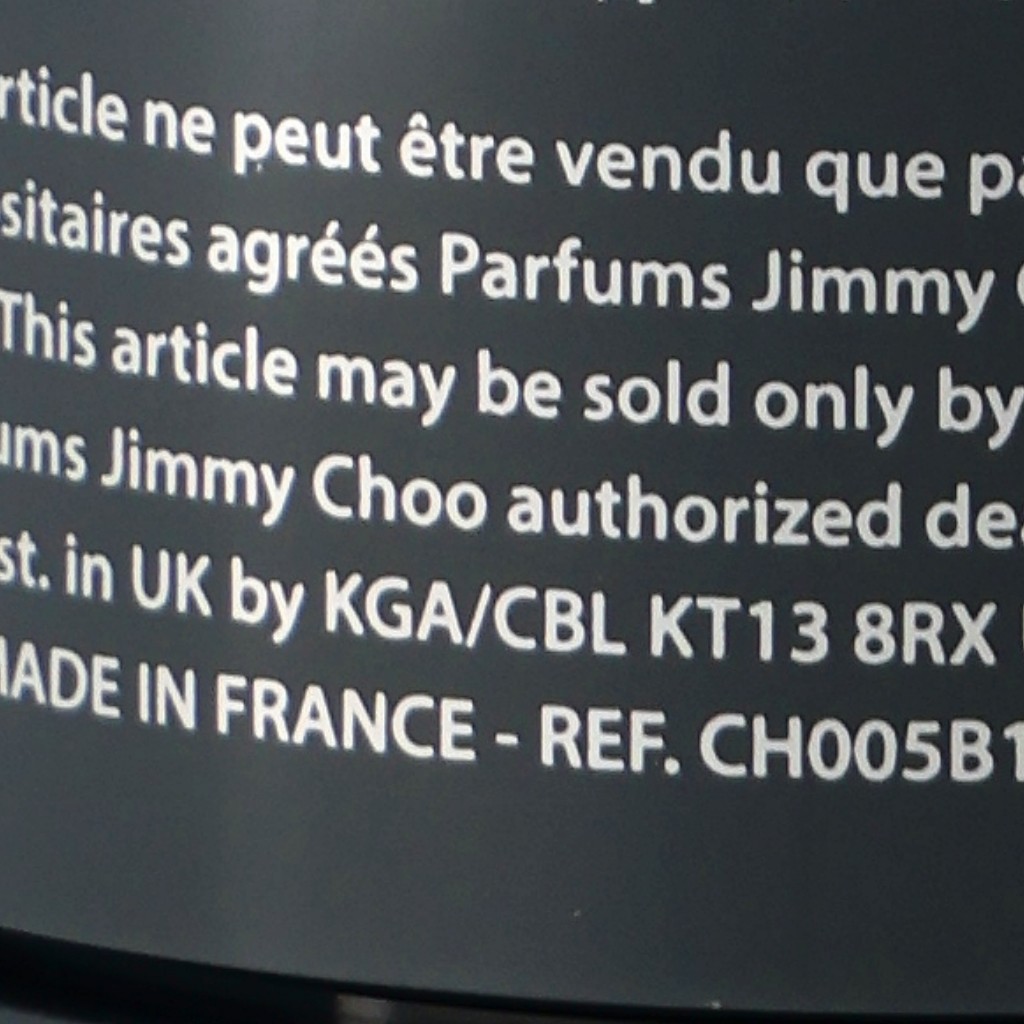 rticle ne peut être vendu que pa
sitaires agréés Parfums Jimmy
This article may be sold only by
ums Jimmy Choo authorized dea
st. in UK by KGA/CBL KT13 8RX
MADE IN FRANCE - REF. CH005B1